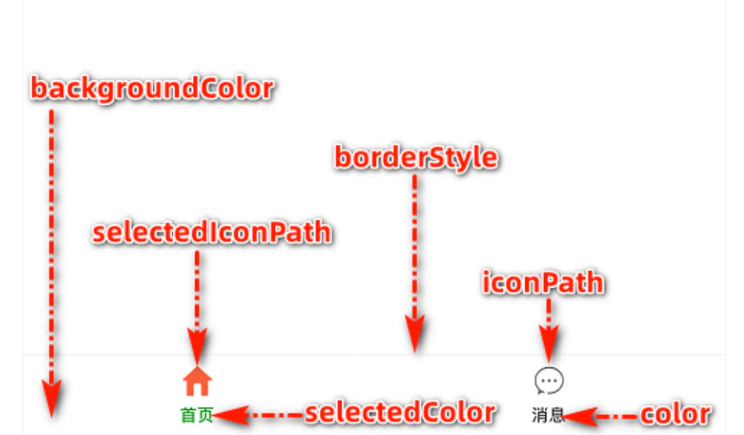 backgroundColor
borderStyle
selectedIconPath
iconPath
首页
selectedColor
消息
color